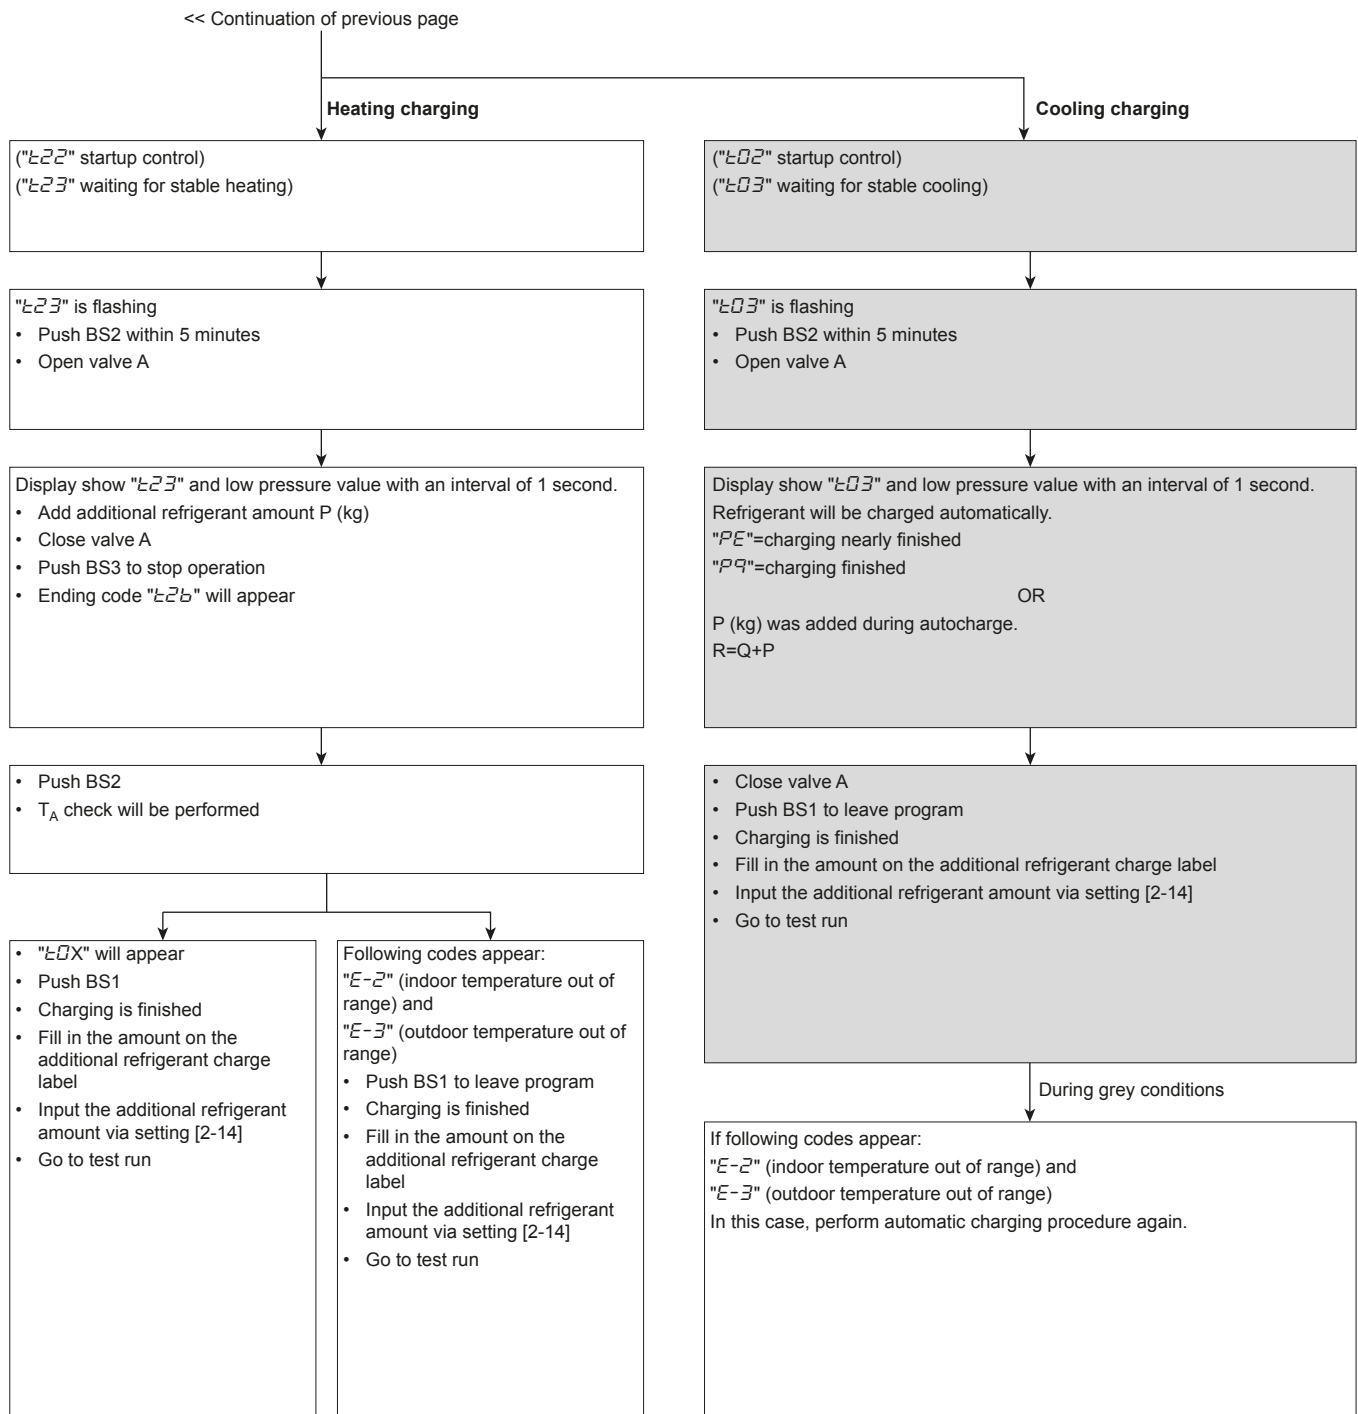 << Continuation of previous page
Heating charging
("t22" startup control)
("t23" waiting for stable heating)
"t23" is flashing
• Push BS2 within 5 minutes
• Open valve A
Display show "t23" and low pressure value with an interval of 1 second.
• Add additional refrigerant amount P (kg)
• Close valve A
• Push BS3 to stop operation
• Ending code "t26" will appear
• Push BS2
• TA check will be performed
• "t0X" will appear
• Push BS1
• Charging is finished
• Fill in the amount on the
additional refrigerant charge
label
• Input the additional refrigerant
amount via setting [2-14]
• Go to test run
Following codes appear:
"E-2" (indoor temperature out of
range) and
"E-3" (outdoor temperature out of
range)
• Push BS1 to leave program
• Charging is finished
• Fill in the amount on the
additional refrigerant charge
label
• Input the additional refrigerant
amount via setting [2-14]
• Go to test run
Cooling charging
("t02" startup control)
("t03" waiting for stable cooling)
"t03" is flashing
• Push BS2 within 5 minutes
• Open valve A
Display show "t03" and low pressure value with an interval of 1 second.
Refrigerant will be charged automatically.
"PE"=charging nearly finished
"P9"=charging finished
OR
P (kg) was added during autocharge.
R=Q+P
• Close valve A
• Push BS1 to leave program
• Charging is finished
• Fill in the amount on the additional refrigerant charge label
• Input the additional refrigerant amount via setting [2-14]
• Go to test run
During grey conditions
If following codes appear:
"E-2" (indoor temperature out of range) and
"E-3" (outdoor temperature out of range)
In this case, perform automatic charging procedure again.